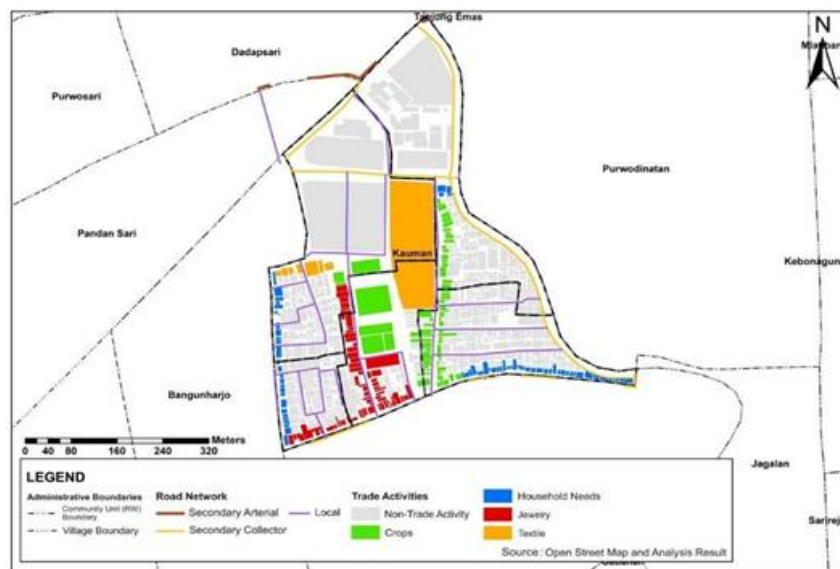 Tanjung Emas
N
Dadapsari
Purwosari
Purwodinatan
Pandan Sari
Kauman
Kebonagung
Bangunharjo
Meters
0 40 80 160 240 320
Jagalan
LEGEND
Administrative Boundaries
Community Unit (RW) Boundary
Village Boundary
Road Network
Secondary Arterial
Local
Secondary Collector
Trade Activities
Non-Trade Activity
Crops
Household Needs
Jewelry
Textile
Source : Open Street Map and Analysis Result